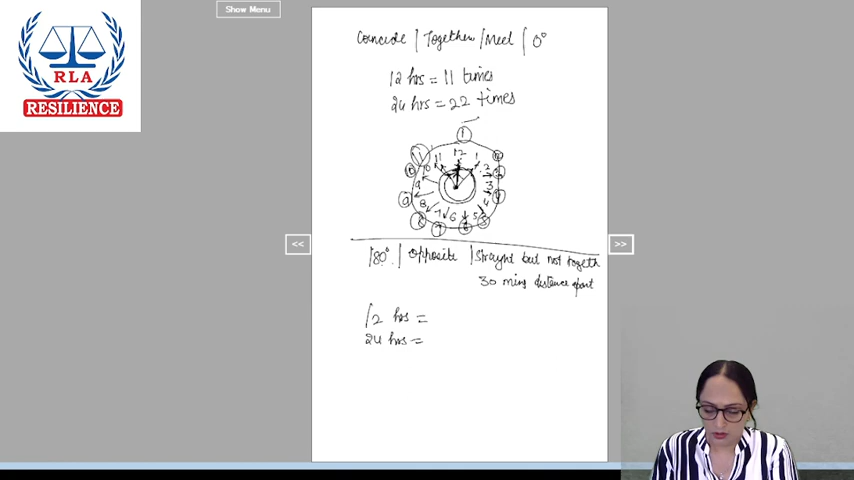 Show Menu
RLA
RESILIENCE
Coincide | Together / Meet | 0°
12 hrs = 11 times
24 hrs = 22 times
1
11 12 1
10 2
9 3
8 4
7 6 5
<<
>>
180° | Opposite | Straight but not togeth
30 mins distance apart
12 hrs =
24 hrs =